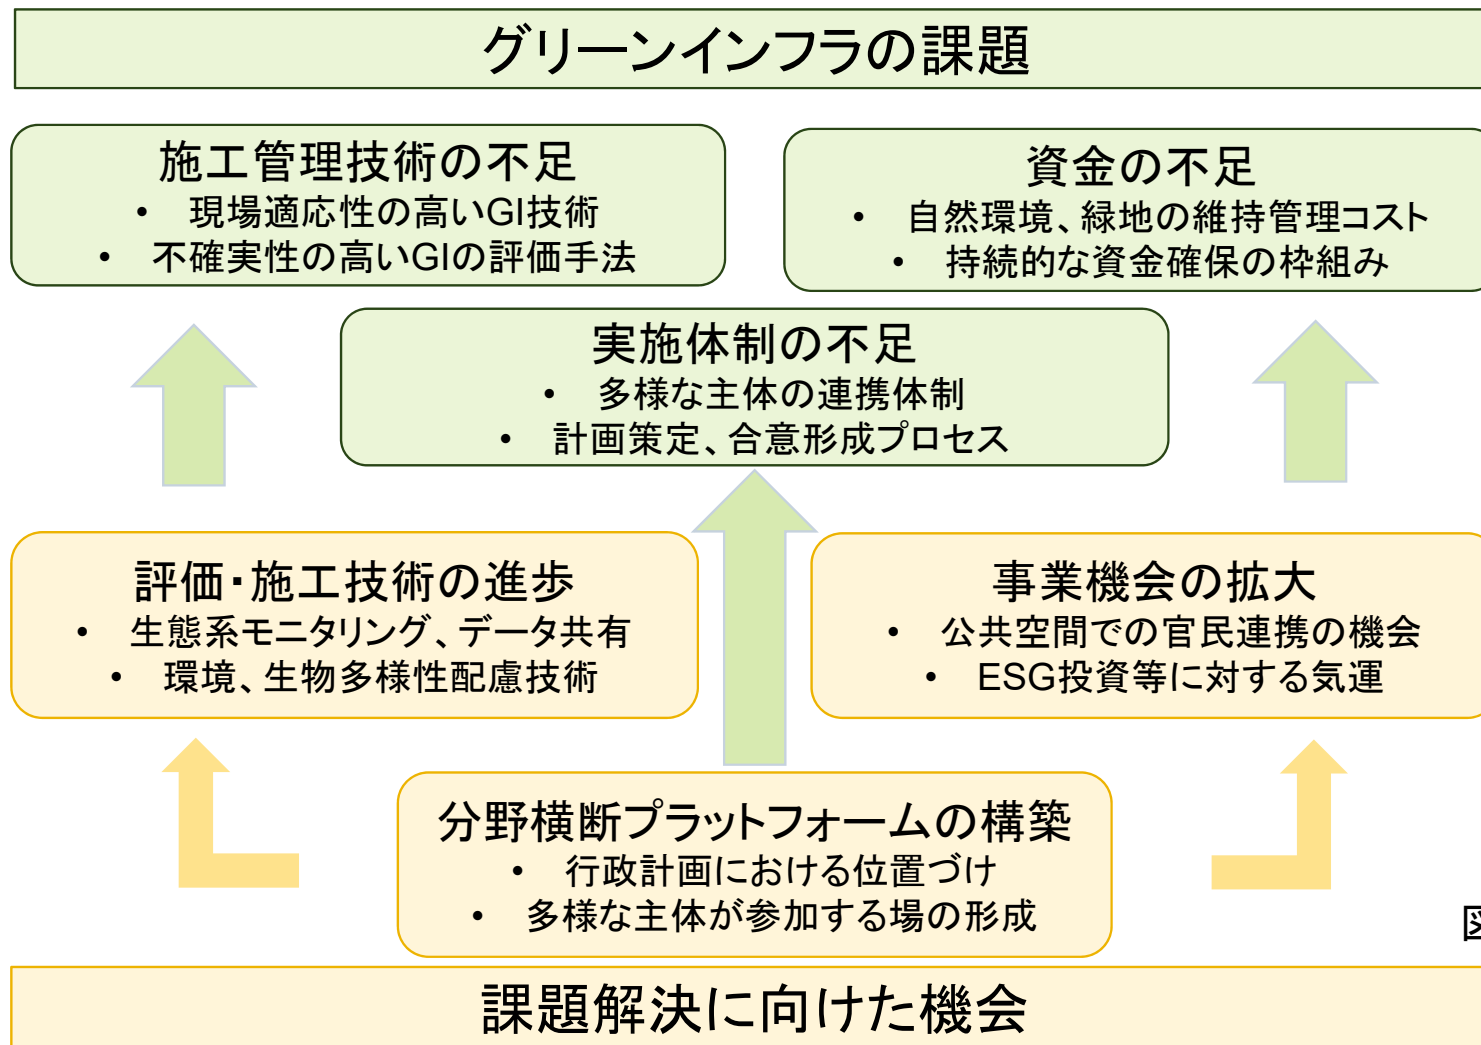 グリーンインフラの課題
施工管理技術の不足
• 現場適応性の高いGI技術
• 不確実性の高いGIの評価手法
資金の不足
• 自然環境、緑地の維持管理コスト
• 持続的な資金確保の枠組み
実施体制の不足
• 多様な主体の連携体制
• 計画策定、合意形成プロセス
評価・施工技術の進歩
• 生態系モニタリング、データ共有
• 環境、生物多様性配慮技術
事業機会の拡大
• 公共空間での官民連携の機会
• ESG投資等に対する気運
分野横断プラットフォームの構築
• 行政計画における位置づけ
• 多様な主体が参加する場の形成
図
課題解決に向けた機会